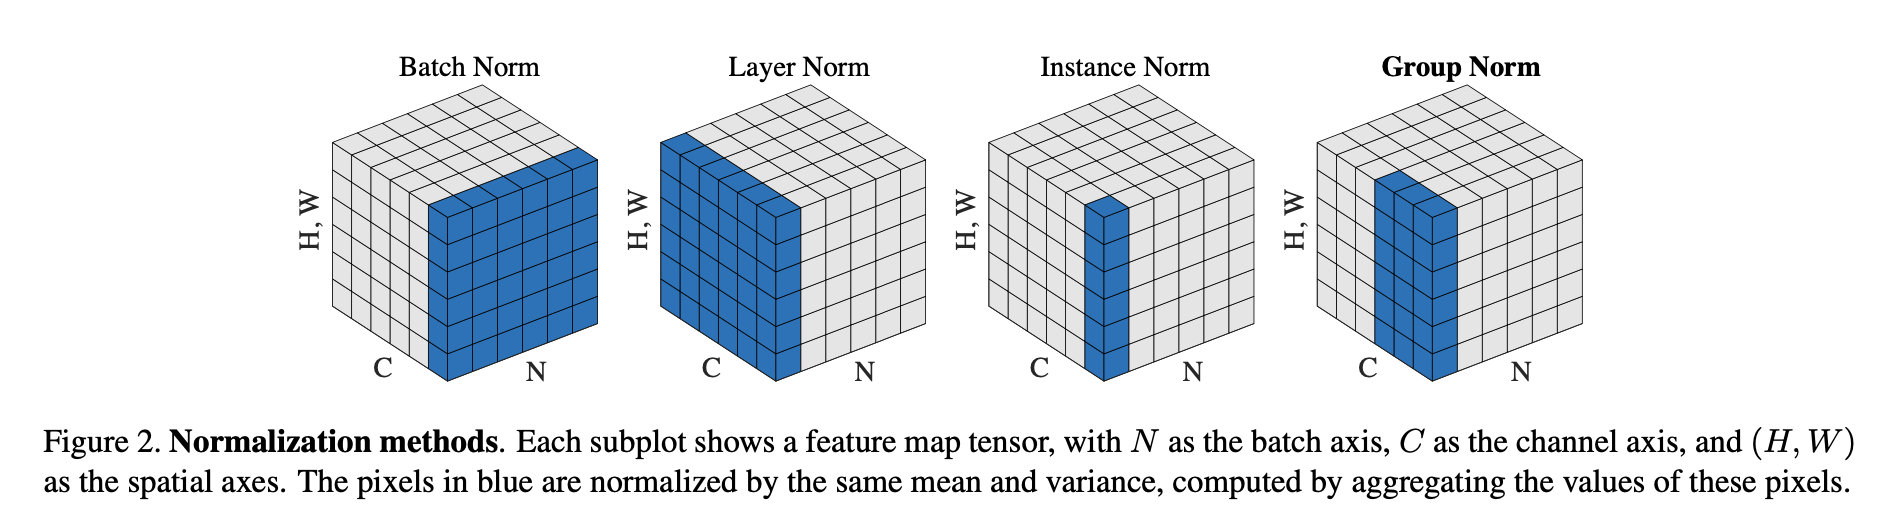 Batch Norm
Layer Norm
Instance Norm
Group Norm
H, W
C
N
H, W
C
N
H, W
C
N
H, W
C
N
Figure 2. Normalization methods. Each subplot shows a feature map tensor, with N as the batch axis, C as the channel axis, and (H, W)
as the spatial axes. The pixels in blue are normalized by the same mean and variance, computed by aggregating the values of these pixels.